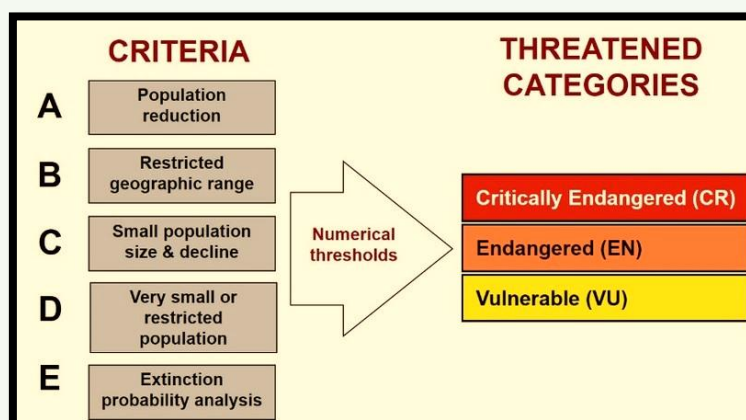 CRITERIA
A
Population
reduction
B
Restricted
geographic range
C
Small population
size & decline
D
Very small or
restricted
population
E
Extinction
probability analysis
Numerical
thresholds
THREATENED
CATEGORIES
Critically Endangered (CR)
Endangered (EN)
Vulnerable (VU)